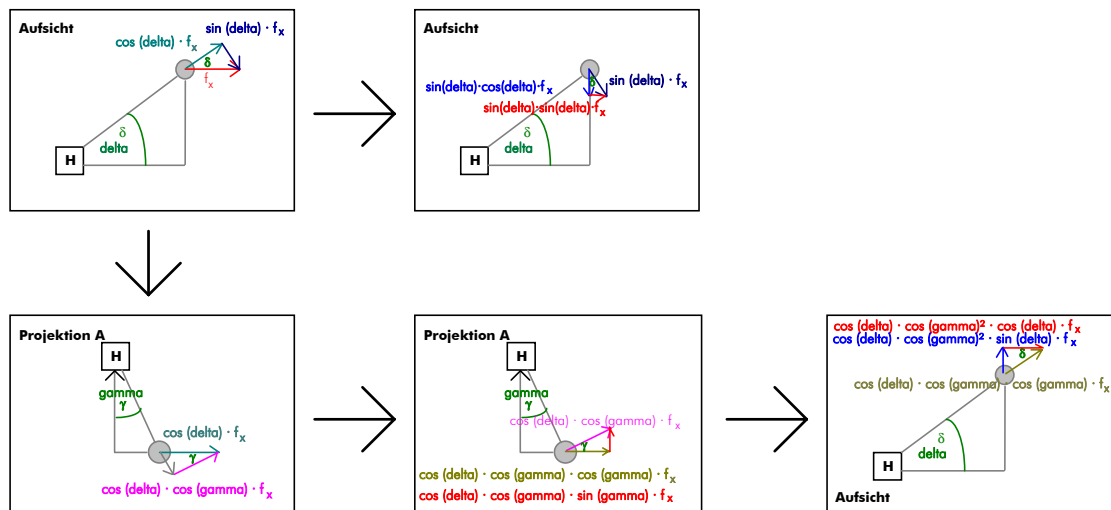 Aufsicht
sin (delta) · fx
cos (delta) · fx
δ
fx
δ
delta
H
Aufsicht
sin(delta)·cos(delta)·fx
δ
sin (delta) · fx
sin(delta)·sin(delta)·fx
δ
delta
H
Projektion A
H
gamma
γ
cos (delta) · fx
γ
cos (delta) · cos (gamma) · fx
Projektion A
H
gamma
γ
cos (delta) · cos (gamma) · fx
γ
cos (delta) · cos (gamma) · cos (gamma) · fx
cos (delta) · cos (gamma) · sin (gamma) · fx
cos (delta) · cos (gamma)² · cos (delta) · fx
cos (delta) · cos (gamma)² · sin (delta) · fx
δ
cos (delta) · cos (gamma) · cos (gamma) · fx
δ
delta
H
Aufsicht